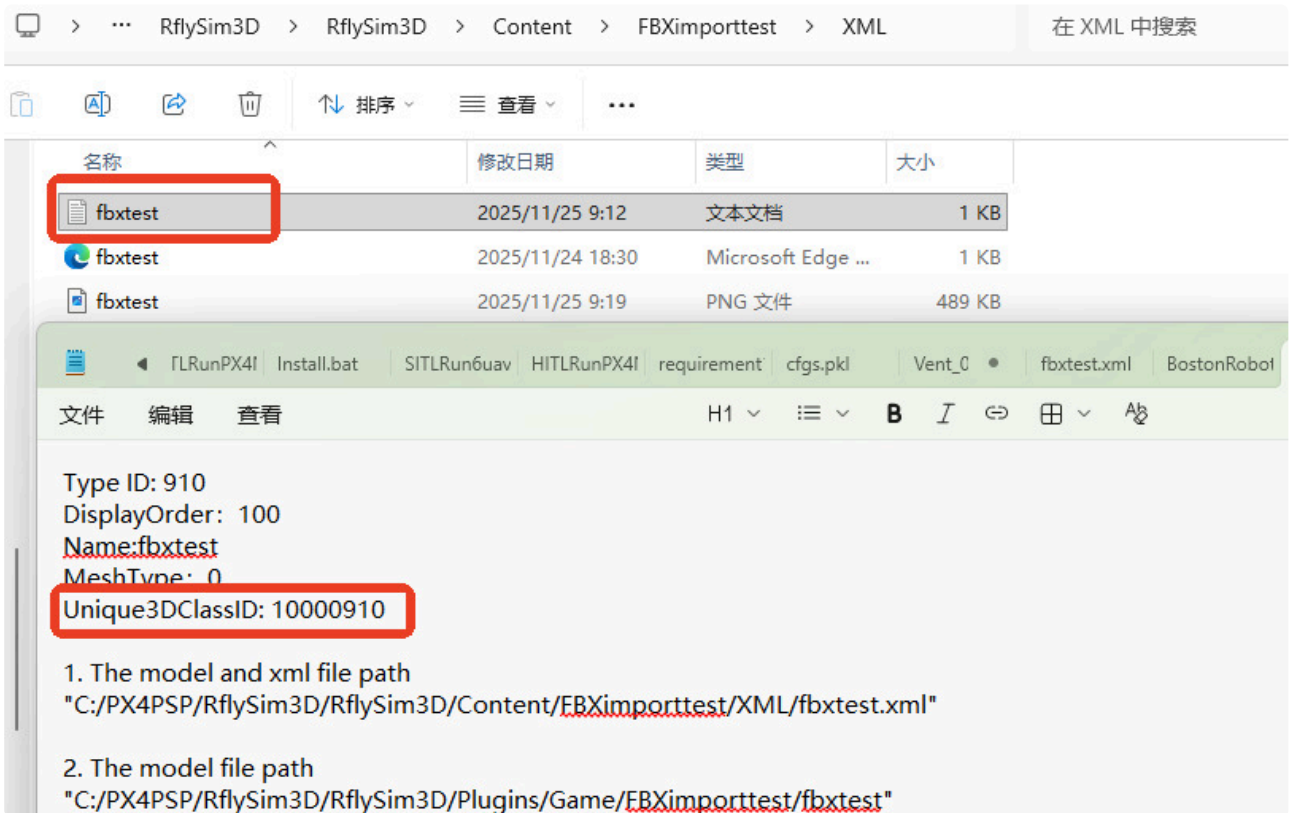 > ··· RflySim3D > RflySim3D > Content > FBXimporttest > XML 在 XML 中搜索
排序 查看 ···
名称 修改日期 类型 大小
fbxtest 2025/11/25 9:12 文本文档 1 KB
fbxtest 2025/11/24 18:30 Microsoft Edge ... 1 KB
fbxtest 2025/11/25 9:19 PNG 文件 489 KB
Install.bat SITLRun6uav HITLRunPX4 requirement cfgs.pkl Vent_0 fbxtest.xml BostonRobot
文件 编辑 查看 H1 B I
Type ID: 910
DisplayOrder：100
Name:fbxtest
MeshType：0
Unique3DClassID: 10000910
1. The model and xml file path
"C:/PX4PSP/RflySim3D/RflySim3D/Content/FBXimporttest/XML/fbxtest.xml"
2. The model file path
"C:/PX4PSP/RflySim3D/RflySim3D/Plugins/Game/FBXimporttest/fbxtest"